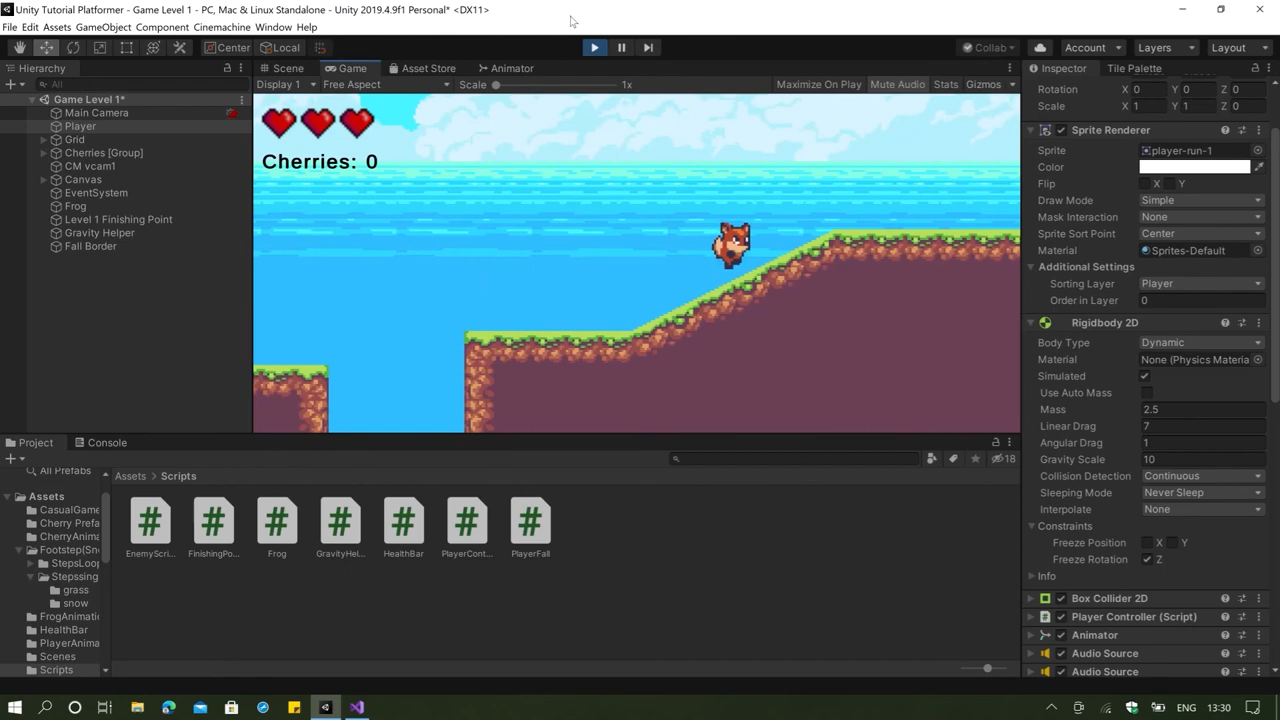 Unity Tutorial Platformer - Game Level 1 - PC, Mac & Linux Standalone - Unity 2019.4.9f1 Personal* <DX11>
File Edit Assets GameObject Component Cinemachine Window Help
Center Local
Collab
Account
Layers
Layout
Hierarchy
All
Game Level 1*
Main Camera
Player
Grid
Cherries [Group]
CM vcam1
Canvas
EventSystem
Frog
Level 1 Finishing Point
Gravity Helper
Fall Border
Scene
Game
Asset Store
Animator
Display 1
Free Aspect
Scale
1x
Maximize On Play
Mute Audio
Stats
Gizmos
Cherries: 0
Inspector
Tile Palette
Rotation X 0 Y 0 Z 0
Scale X 1 Y 1 Z 1
Sprite Renderer
Sprite player-run-1
Color
Flip X Y
Draw Mode Simple
Mask Interaction None
Sprite Sort Point Center
Material Sprites-Default
Additional Settings
Sorting Layer Player
Order in Layer 0
Rigidbody 2D
Body Type Dynamic
Material None (Physics Materia
Simulated
Use Auto Mass
Mass 2.5
Linear Drag 7
Angular Drag 1
Gravity Scale 10
Collision Detection Continuous
Sleeping Mode Never Sleep
Interpolate None
Constraints
Freeze Position X Y
Freeze Rotation Z
Info
Box Collider 2D
Player Controller (Script)
Animator
Audio Source
Audio Source
Project
Console
18
All Prefabs
Assets
CasualGame
Cherry Prefa
CherryAnima
Footstep(Sn
StepsLoop
Stepssing
grass
snow
FrogAnimatio
HealthBar
PlayerAnima
Scenes
Scripts
Assets > Scripts
EnemyScri...
FinishingPo...
Frog
GravityHel...
HealthBar
PlayerCont...
PlayerFall
ENG
13:30